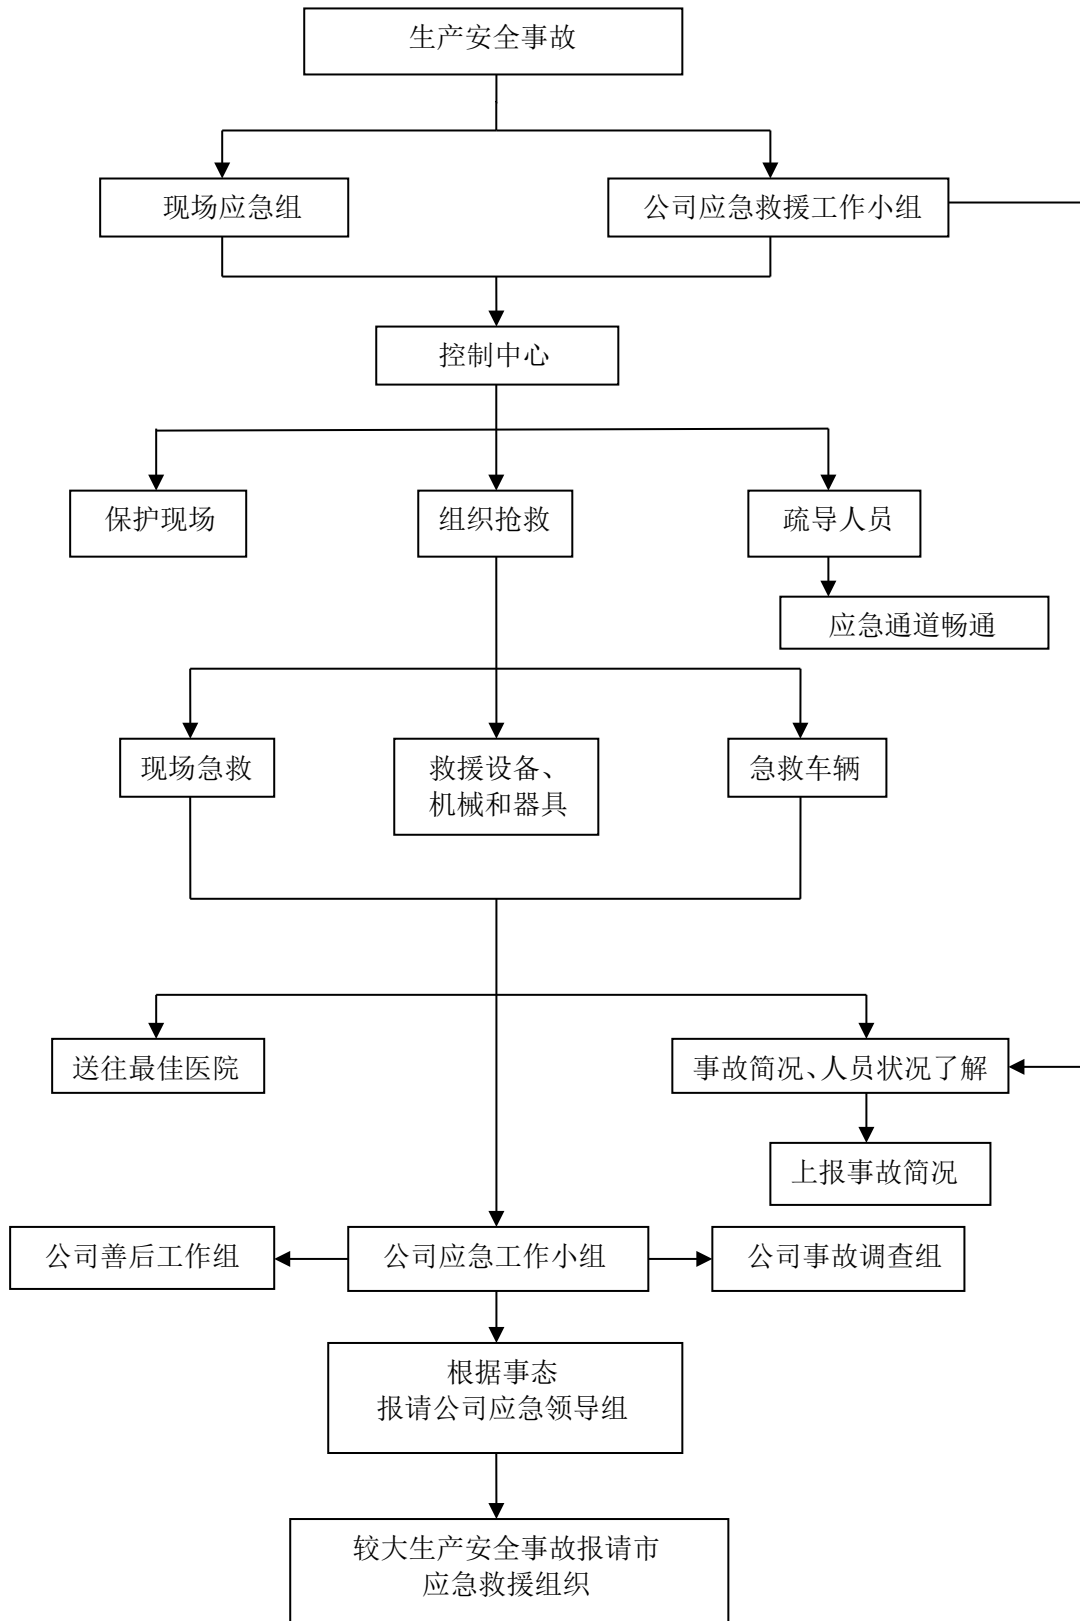 生产安全事故
现场应急组
公司应急救援工作小组
控制中心
保护现场
组织抢救
疏导人员
应急通道畅通
现场急救
救援设备、
机械和器具
急救车辆
送往最佳医院
事故简况、人员状况了解
上报事故简况
公司善后工作组
公司应急工作小组
公司事故调查组
根据事态
报请公司应急领导组
较大生产安全事故报请市
应急救援组织